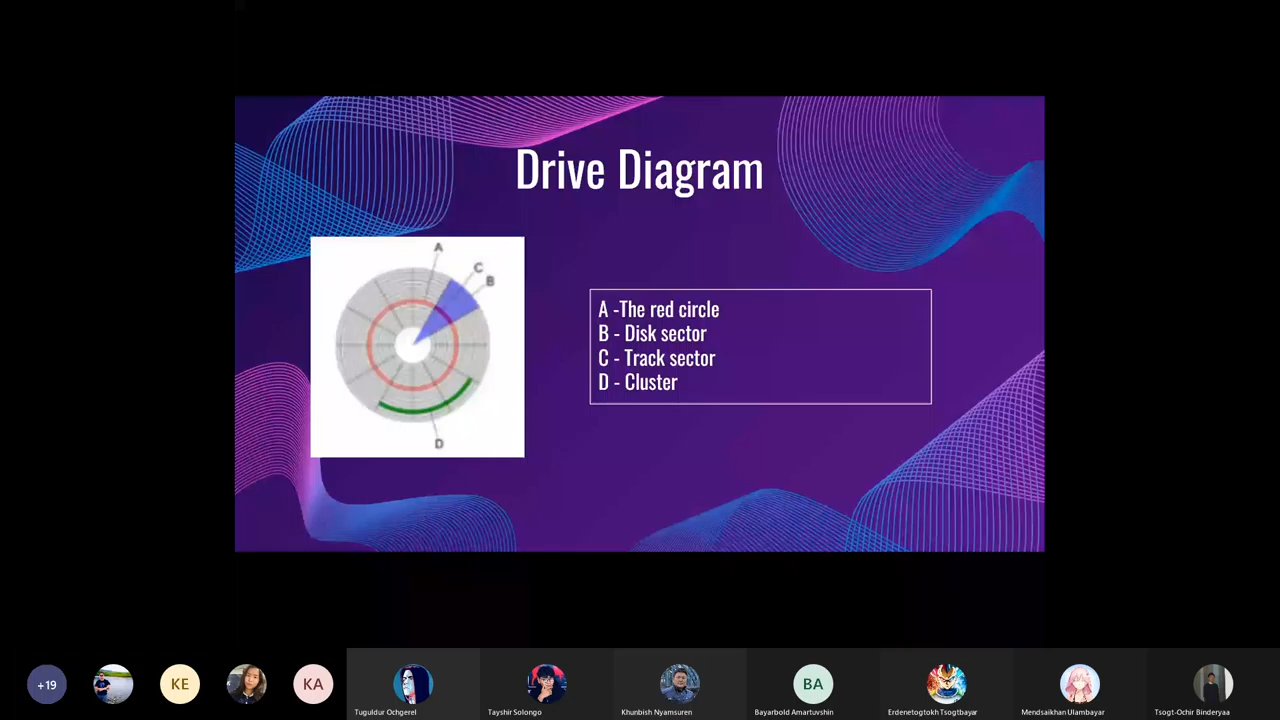 Drive Diagram
A
C
B
D
A -The red circle
B - Disk sector
C - Track sector
D - Cluster
+19
KE
KA
BA
Tuguldur Ochgerel
Tayshir Solongo
Khunbish Nyamsuren
Bayarbold Amartuvshin
Erdenetogtokh Tsogtbayar
Mendsaikhan Ulambayar
Tsogt-Ochir Binderyaa